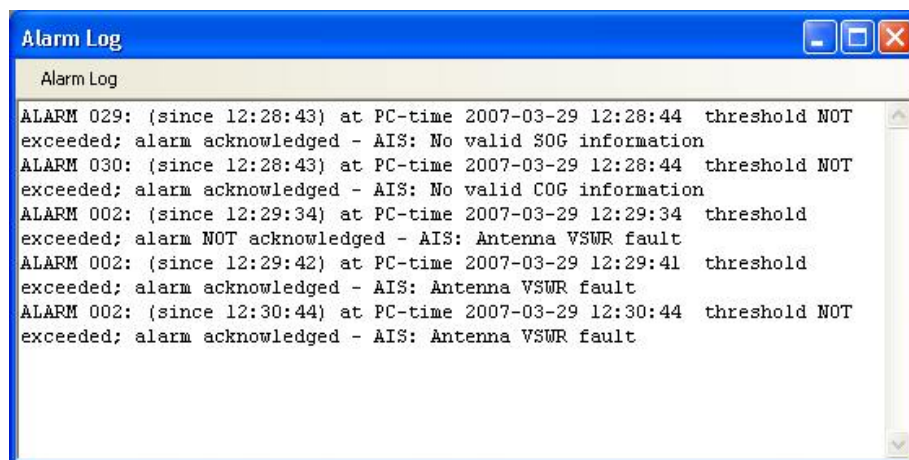 Alarm Log
Alarm Log
ALARM 029: (since 12:28:43) at PC-time 2007-03-29 12:28:44  threshold NOT
exceeded; alarm acknowledged - AIS: No valid SOG information
ALARM 030: (since 12:28:43) at PC-time 2007-03-29 12:28:44  threshold NOT
exceeded; alarm acknowledged - AIS: No valid COG information
ALARM 002: (since 12:29:34) at PC-time 2007-03-29 12:29:34  threshold
exceeded; alarm NOT acknowledged - AIS: Antenna VSWR fault
ALARM 002: (since 12:29:42) at PC-time 2007-03-29 12:29:41  threshold
exceeded; alarm acknowledged - AIS: Antenna VSWR fault
ALARM 002: (since 12:30:44) at PC-time 2007-03-29 12:30:44  threshold NOT
exceeded; alarm acknowledged - AIS: Antenna VSWR fault